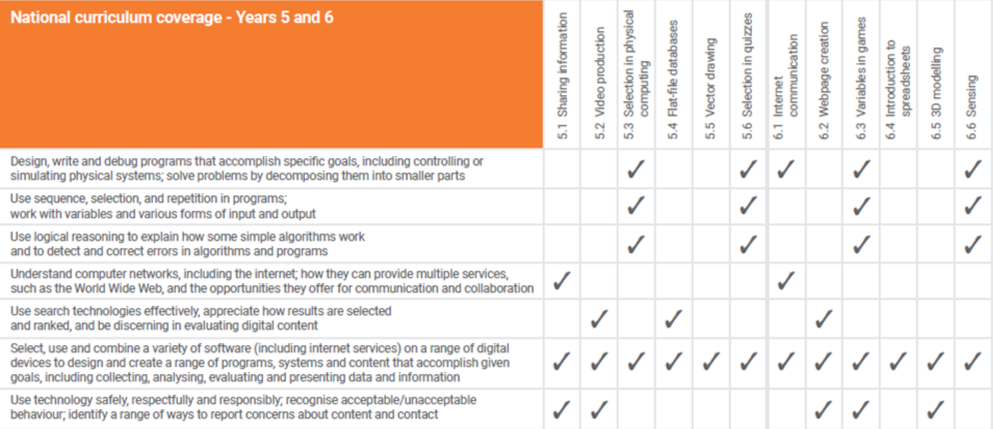 National curriculum coverage - Years 5 and 6
5.1 Sharing information
5.2 Video production
5.3 Selection in physical
computing
5.4 Flat-file databases
5.5 Vector drawing
5.6 Selection in quizzes
6.1 Internet
communication
6.2 Webpage creation
6.3 Variables in games
6.4 Introduction to
spreadsheets
6.5 3D modelling
6.6 Sensing
Design, write and debug programs that accomplish specific goals, including controlling or
simulating physical systems; solve problems by decomposing them into smaller parts
✓ ✓ ✓ ✓ ✓
Use sequence, selection, and repetition in programs;
work with variables and various forms of input and output
✓ ✓ ✓ ✓
Use logical reasoning to explain how some simple algorithms work
and to detect and correct errors in algorithms and programs
✓ ✓ ✓ ✓
Understand computer networks, including the internet; how they can provide multiple services,
such as the World Wide Web, and the opportunities they offer for communication and collaboration
✓ ✓
Use search technologies effectively, appreciate how results are selected
and ranked, and be discerning in evaluating digital content
✓ ✓ ✓
Select, use and combine a variety of software (including internet services) on a range of digital
devices to design and create a range of programs, systems and content that accomplish given
goals, including collecting, analysing, evaluating and presenting data and information
✓ ✓ ✓ ✓ ✓ ✓ ✓ ✓ ✓ ✓ ✓ ✓
Use technology safely, respectfully and responsibly; recognise acceptable/unacceptable
behaviour; identify a range of ways to report concerns about content and contact
✓ ✓ ✓ ✓ ✓